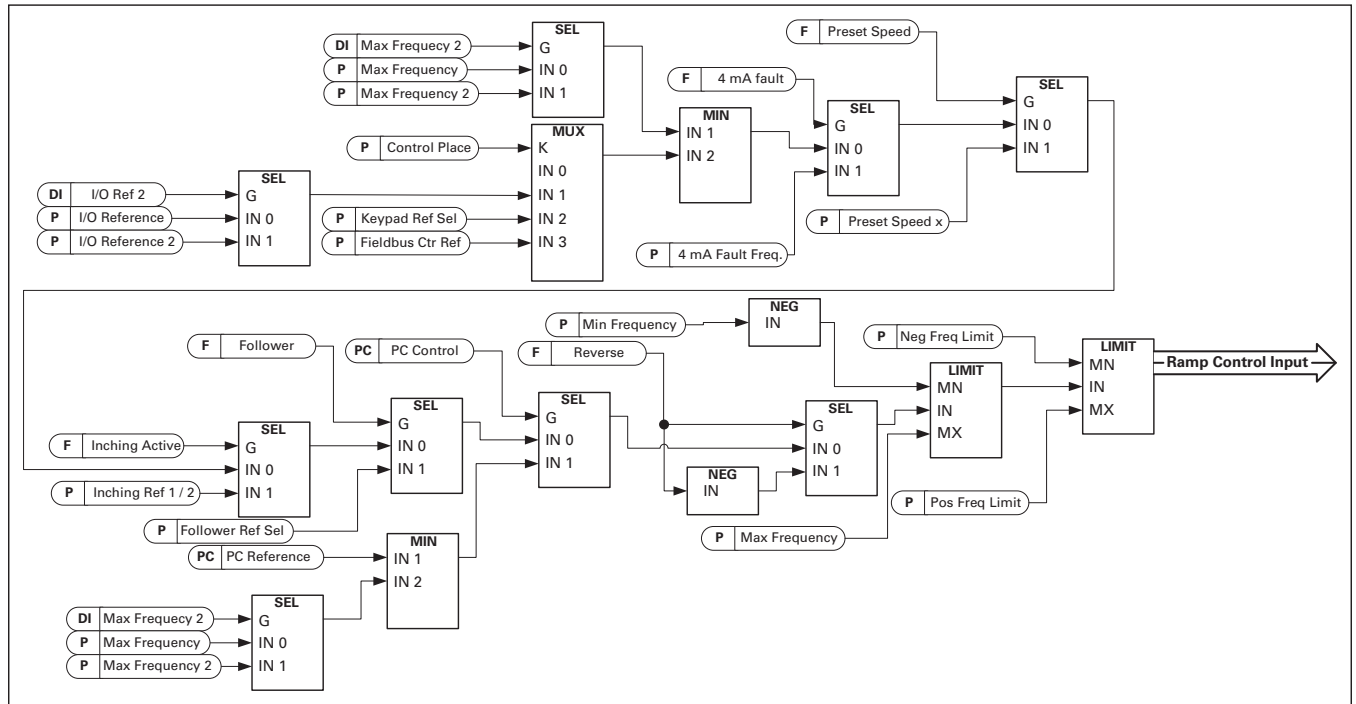 SEL
DI Max Frequecy 2
G
P Max Frequency
IN 0
P Max Frequency 2
IN 1
F Preset Speed
F 4 mA fault
SEL
G
IN 0
IN 1
SEL
G
IN 0
IN 1
MIN
IN 1
IN 2
MUX
P Control Place
K
IN 0
IN 1
P Keypad Ref Sel
IN 2
P Fieldbus Ctr Ref
IN 3
SEL
DI I/O Ref 2
G
P I/O Reference
IN 0
P I/O Reference 2
IN 1
P Preset Speed x
P 4 mA Fault Freq.
NEG
P Min Frequency
IN
F Follower
PC PC Control
F Reverse
P Neg Freq Limit
LIMIT
MN
IN
MX
Ramp Control Input
LIMIT
MN
IN
MX
SEL
G
IN 0
IN 1
SEL
G
IN 0
IN 1
SEL
G
IN 0
IN 1
SEL
F Inching Active
G
IN 0
P Inching Ref 1 / 2
IN 1
NEG
IN
P Pos Freq Limit
P Follower Ref Sel
P Max Frequency
MIN
PC PC Reference
IN 1
IN 2
SEL
DI Max Frequecy 2
G
P Max Frequency
IN 0
P Max Frequency 2
IN 1